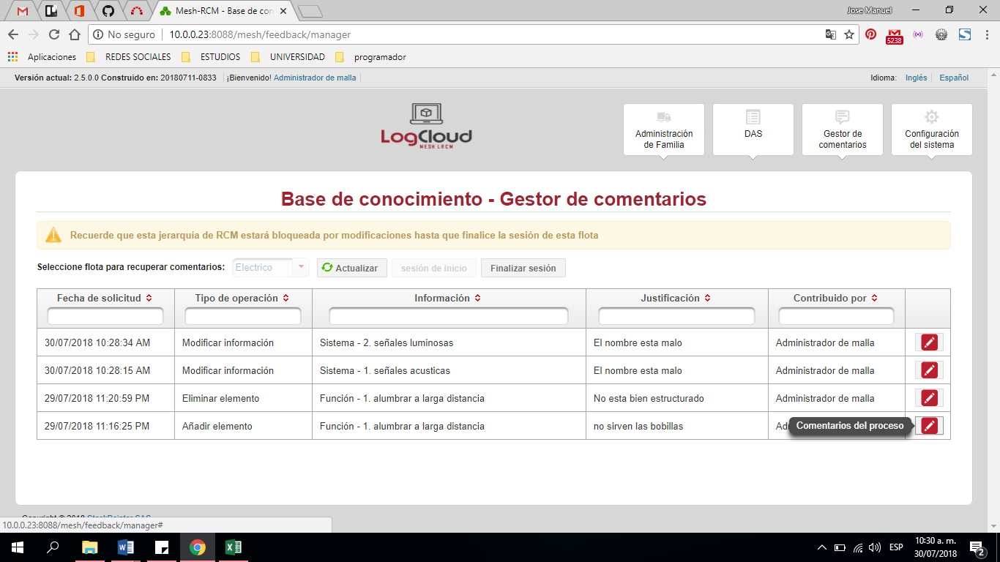 Mesh-RCM - Base de con
Jose Manuel
No seguro | 10.0.0.23:8088/mesh/feedback/manager
5238
Aplicaciones REDES SOCIALES ESTUDIOS UNIVERSIDAD programador
Versión actual: 2.5.0.0 Construido en: 20180711-0833 ¡Bienvenido! Administrador de malla Idioma: Inglés Español
LogCloud
MESH LRCM
Administración
de Familia
DAS
Gestor de
comentarios
Configuración
del sistema
Base de conocimiento - Gestor de comentarios
Recuerde que esta jerarquía de RCM estará bloqueada por modificaciones hasta que finalice la sesión de esta flota
Seleccione flota para recuperar comentarios: Electrico Actualizar sesión de inicio Finalizar sesión
Fecha de solicitud Tipo de operación Información Justificación Contribuido por
30/07/2018 10:28:34 AM Modificar información Sistema - 2. señales luminosas El nombre esta malo Administrador de malla
30/07/2018 10:28:15 AM Modificar información Sistema - 1. señales acusticas El nombre esta malo Administrador de malla
29/07/2018 11:20:59 PM Eliminar elemento Función - 1. alumbrar a larga distancia No esta bien estructurado Administrador de malla
29/07/2018 11:16:25 PM Añadir elemento Función - 1. alumbrar a larga distancia no sirven las bobillas Ad Comentarios del proceso
Copyright © 2018 StackPointer SAS
10.0.0.23:8088/mesh/feedback/manager#
ESP
10:30 a. m.
30/07/2018
2